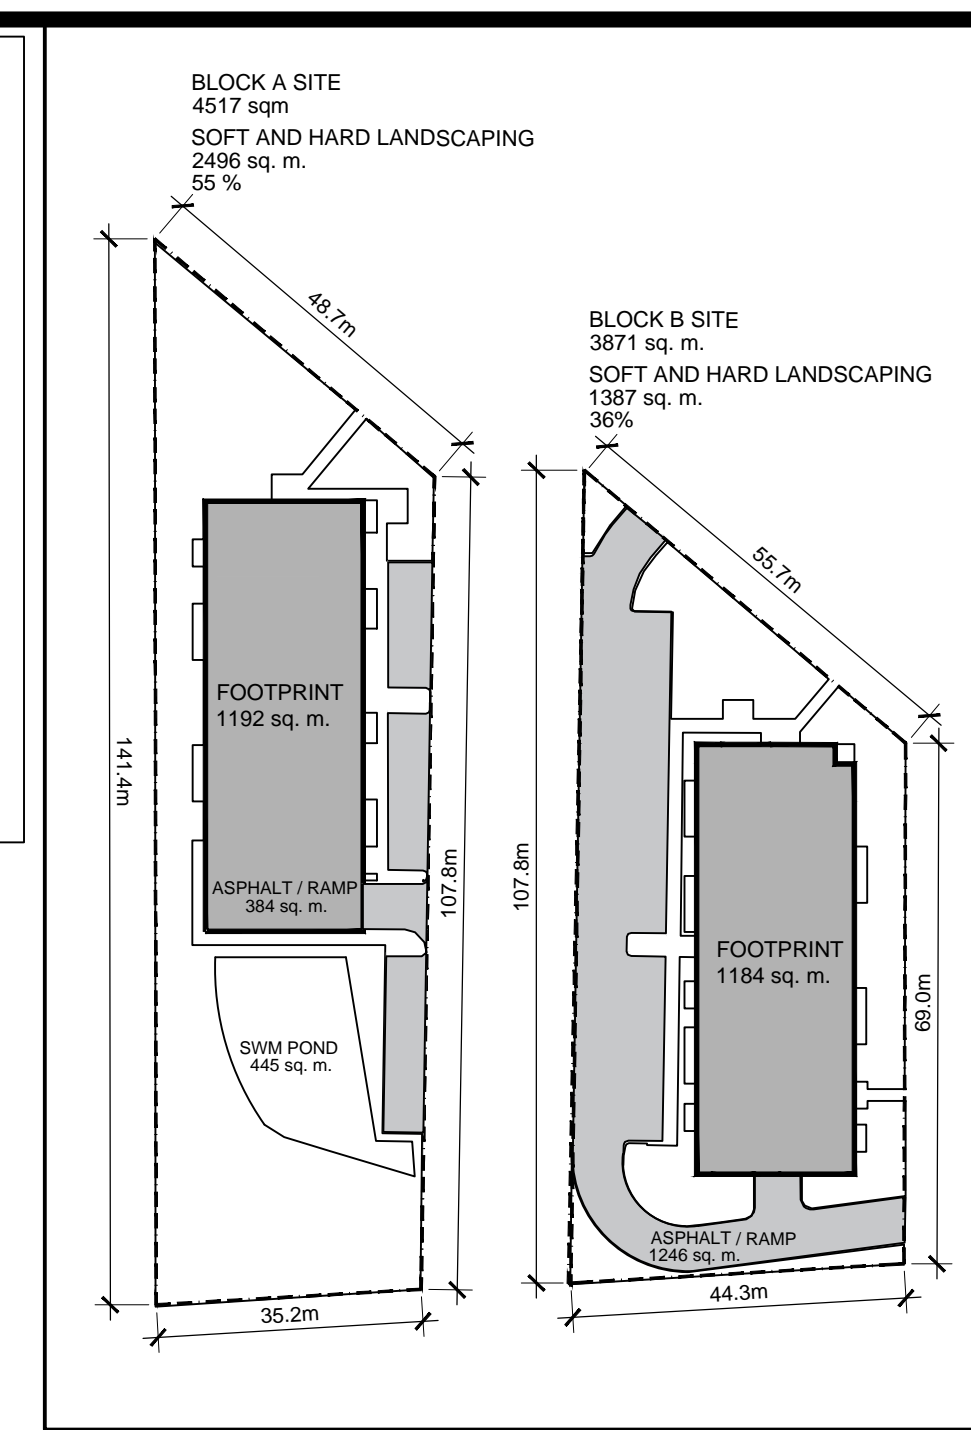 BLOCK A SITE
4517 sqm
SOFT AND HARD LANDSCAPING
2496 sq. m.
55 %
48.7m
BLOCK B SITE
3871 sq. m.
SOFT AND HARD LANDSCAPING
1387 sq. m.
36%
55.7m
FOOTPRINT
1192 sq. m.
141.4m
107.8m
107.8m
ASPHALT / RAMP
384 sq. m.
FOOTPRINT
1184 sq. m.
69.0m
SWM POND
445 sq. m.
ASPHALT / RAMP
1246 sq. m.
35.2m
44.3m